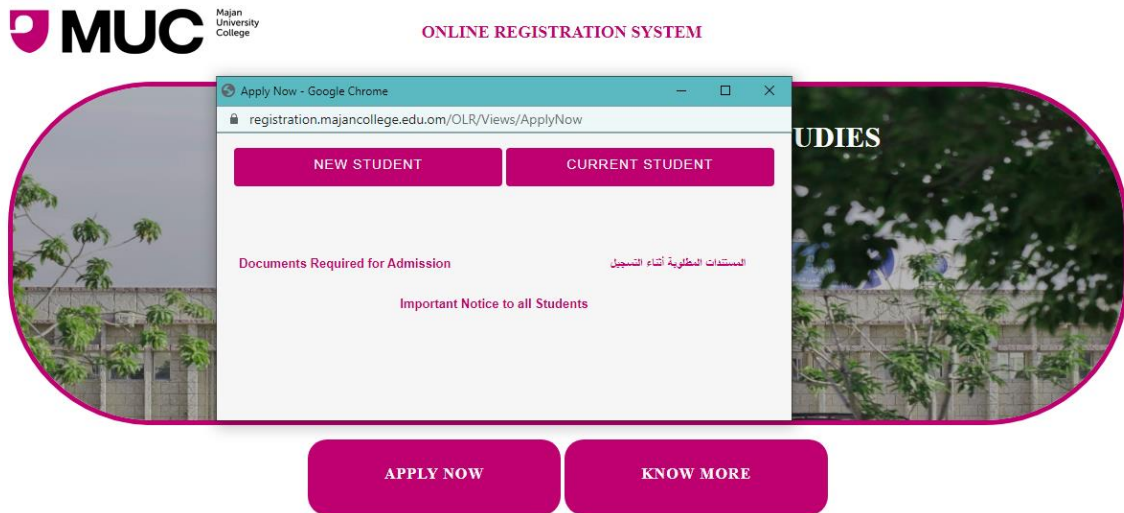 MUC
Majan
University
College
ONLINE REGISTRATION SYSTEM
Apply Now - Google Chrome
registration.majancollege.edu.om/OLR/Views/ApplyNow
UDIES
NEW STUDENT
CURRENT STUDENT
Documents Required for Admission
المستندات المطلوبة أثناء التسجيل
Important Notice to all Students
APPLY NOW
KNOW MORE